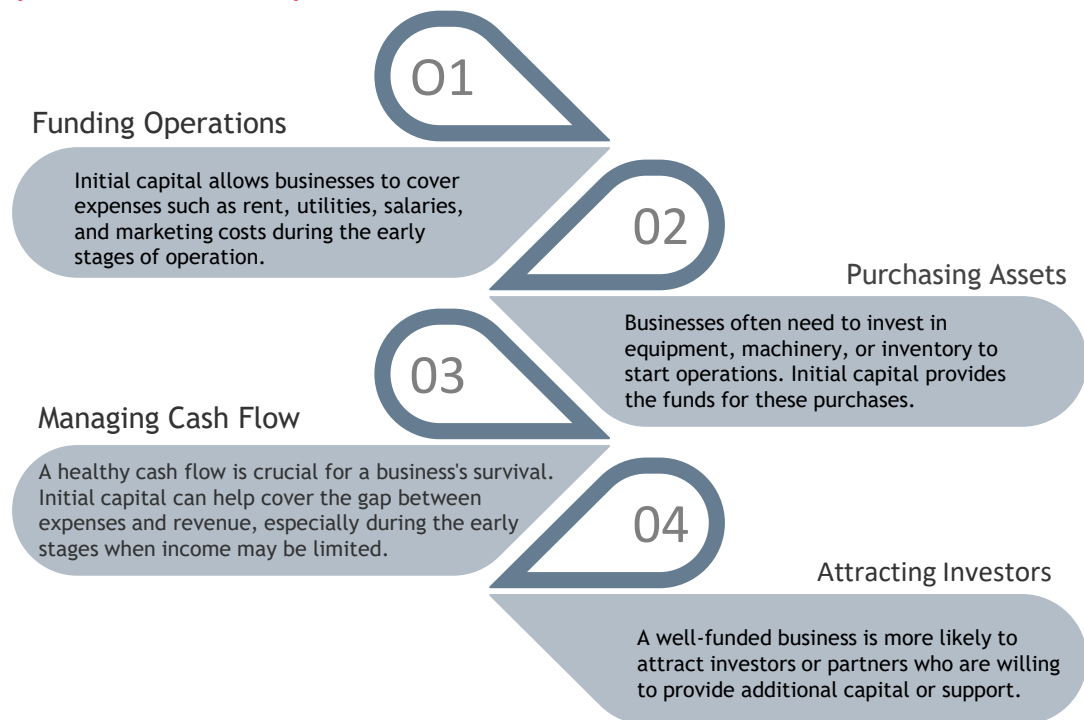 01
Funding Operations
Initial capital allows businesses to cover
expenses such as rent, utilities, salaries,
and marketing costs during the early
stages of operation.
02
Purchasing Assets
Businesses often need to invest in
equipment, machinery, or inventory to
start operations. Initial capital provides
the funds for these purchases.
03
Managing Cash Flow
A healthy cash flow is crucial for a business's survival.
Initial capital can help cover the gap between
expenses and revenue, especially during the early
stages when income may be limited.
04
Attracting Investors
A well-funded business is more likely to
attract investors or partners who are willing
to provide additional capital or support.